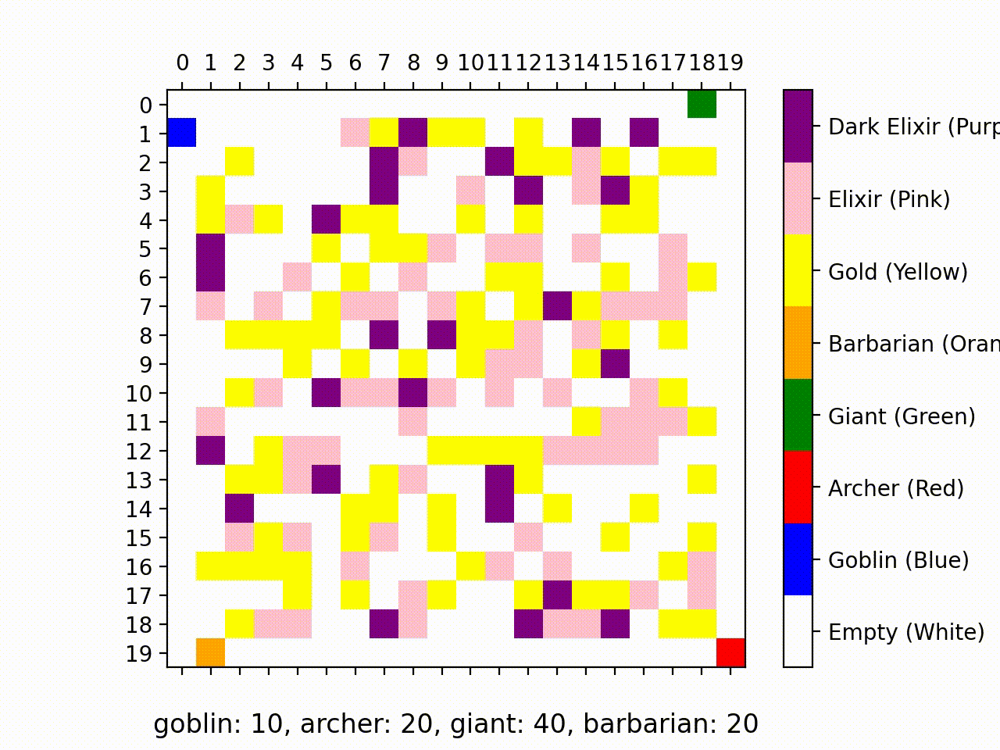 0 1 2 3 4 5 6 7 8 9 10 11 12 13 14 15 16 17 18 19
0
1
2
3
4
5
6
7
8
9
10
11
12
13
14
15
16
17
18
19
Dark Elixir (Purp
Elixir (Pink)
Gold (Yellow)
Barbarian (Oran
Giant (Green)
Archer (Red)
Goblin (Blue)
Empty (White)
goblin: 10, archer: 20, giant: 40, barbarian: 20